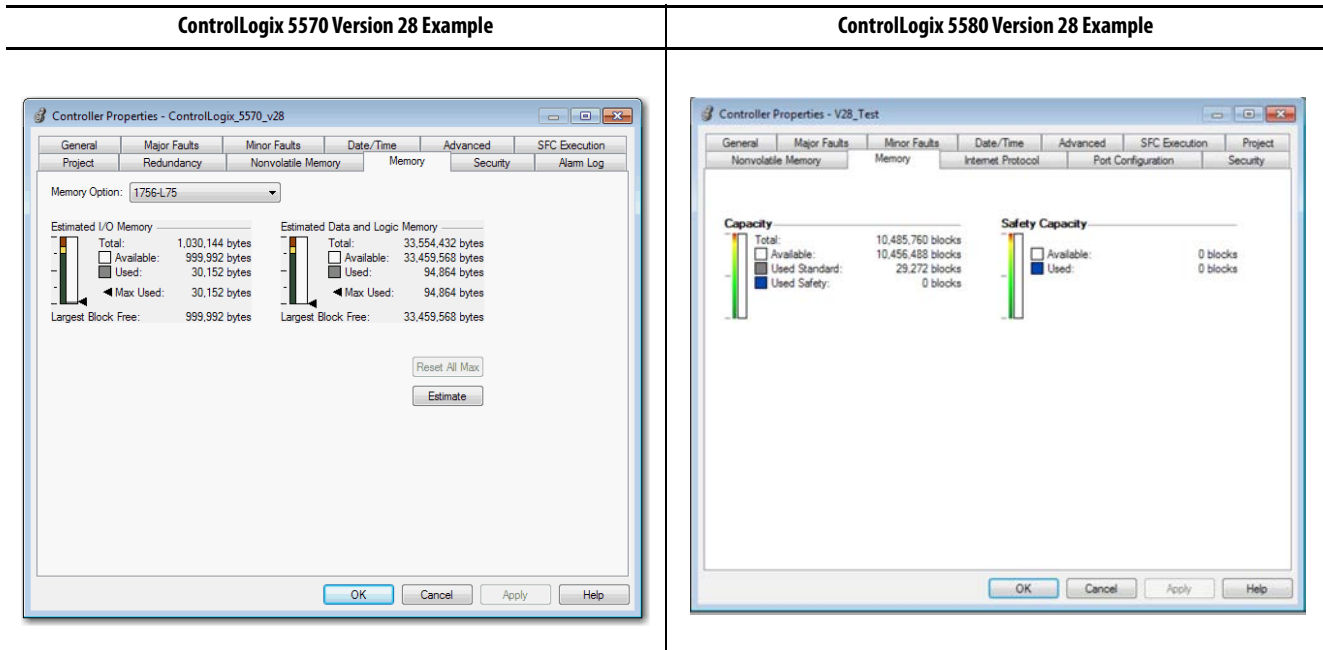 ControlLogix 5570 Version 28 Example
Controller Properties - ControlLogix_5570_v28
General Major Faults Minor Faults Date/Time Advanced SFC Execution
Project Redundancy Nonvolatile Memory Memory Security Alarm Log
Memory Option: 1756-L75
Estimated I/O Memory
Total: 1,030,144 bytes
Available: 999,992 bytes
Used: 30,152 bytes
Max Used: 30,152 bytes
Largest Block Free: 999,992 bytes
Estimated Data and Logic Memory
Total: 33,554,432 bytes
Available: 33,459,568 bytes
Used: 94,864 bytes
Max Used: 94,864 bytes
Largest Block Free: 33,459,568 bytes
Reset All Max
Estimate
OK Cancel Apply Help
ControlLogix 5580 Version 28 Example
Controller Properties - V28_Test
General Major Faults Minor Faults Date/Time Advanced SFC Execution Project
Nonvolatile Memory Memory Internet Protocol Port Configuration Security
Capacity
Total: 10,485,760 blocks
Available: 10,456,488 blocks
Used Standard: 29,272 blocks
Used Safety: 0 blocks
Safety Capacity
Available: 0 blocks
Used: 0 blocks
OK Cancel Apply Help